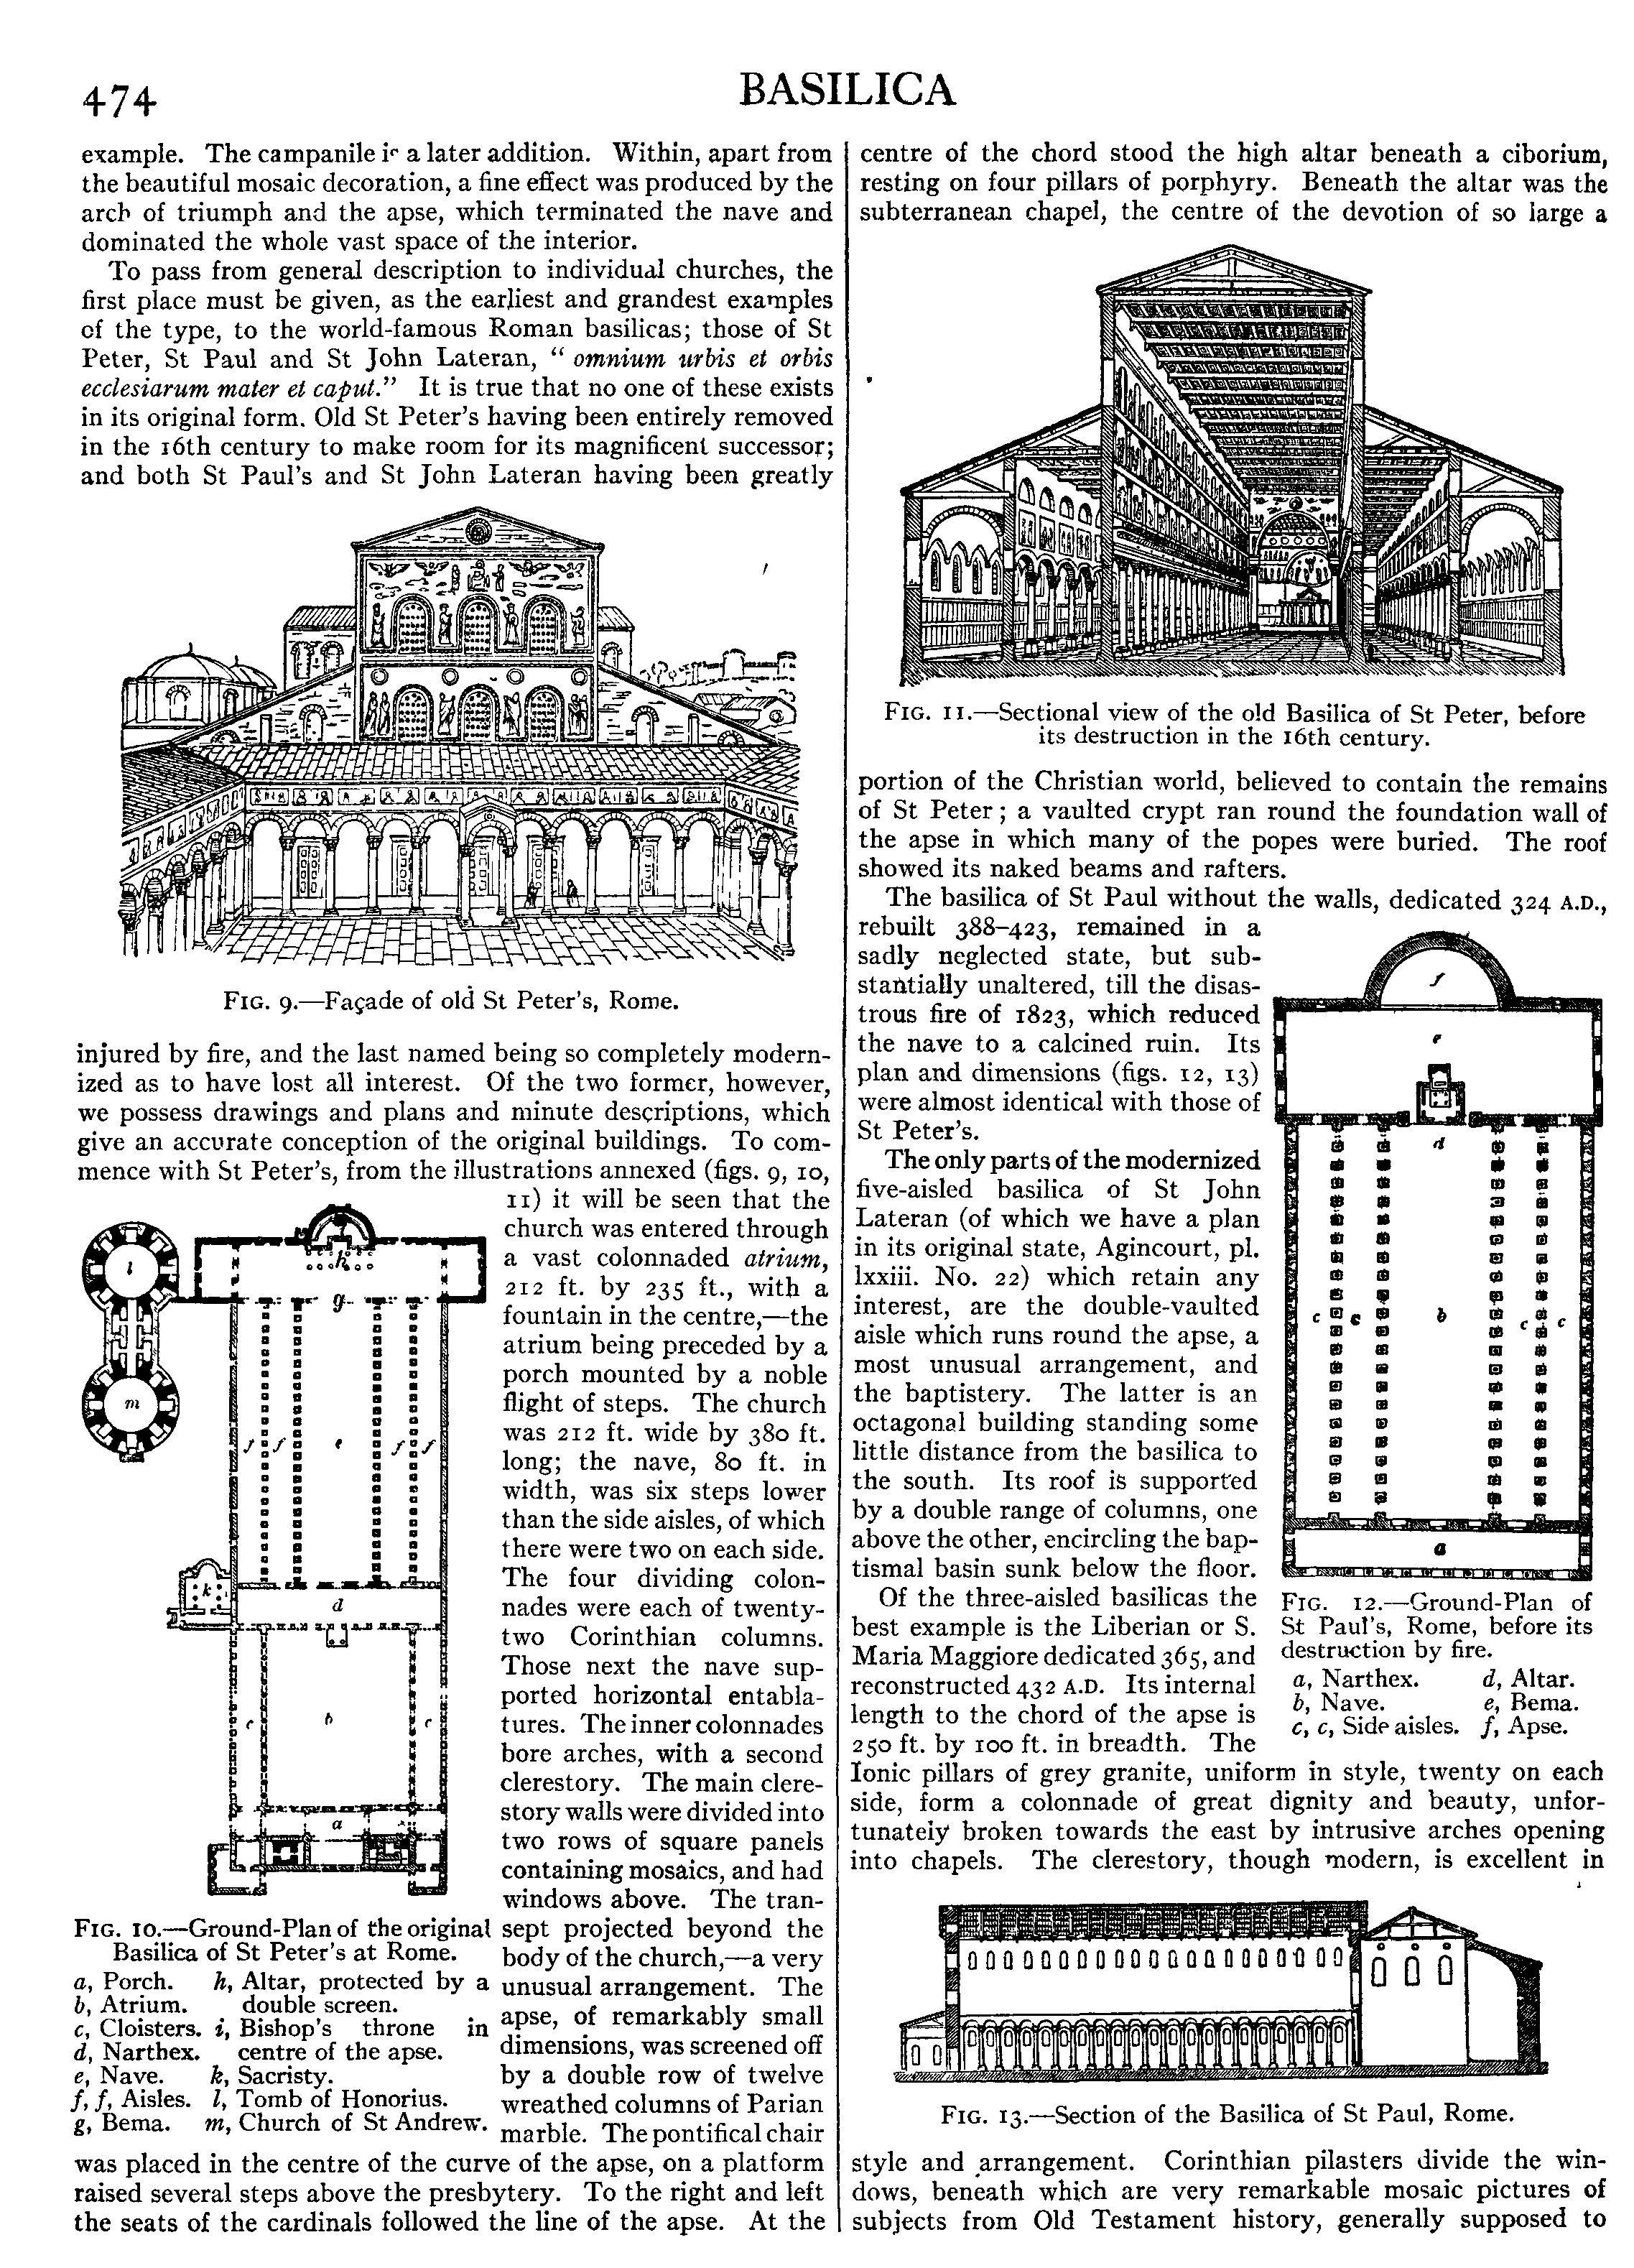 474
BASILICA
example. The campanile is a later addition. Within, apart from
the beautiful mosaic decoration, a fine effect was produced by the
arch of triumph and the apse, which terminated the nave and
dominated the whole vast space of the interior.
To pass from general description to individual churches, the
first place must be given, as the earliest and grandest examples
of the type, to the world-famous Roman basilicas; those of St
Peter, St Paul and St John Lateran, “ omnium urbis et orbis
ecclesiarum mater et caput.” It is true that no one of these exists
in its original form. Old St Peter's having been entirely removed
in the 16th century to make room for its magnificent successor;
and both St Paul's and St John Lateran having been greatly
FIG. 9.—Façade of old St Peter's, Rome.
injured by fire, and the last named being so completely modern-
ized as to have lost all interest. Of the two former, however,
we possess drawings and plans and minute descriptions, which
give an accurate conception of the original buildings. To com-
mence with St Peter's, from the illustrations annexed (figs. 9, 10,
11) it will be seen that the
church was entered through
a vast colonnaded atrium,
212 ft. by 235 ft., with a
fountain in the centre,—the
atrium being preceded by a
porch mounted by a noble
flight of steps. The church
was 212 ft. wide by 380 ft.
long; the nave, 80 ft. in
width, was six steps lower
than the side aisles, of which
there were two on each side.
The four dividing colon-
nades were each of twenty-
two Corinthian columns.
Those next the nave sup-
ported horizontal entabla-
tures. The inner colonnades
bore arches, with a second
clerestory. The main clere-
story walls were divided into
two rows of square panels
containing mosaics, and had
windows above. The tran-
sept projected beyond the
body of the church,—a very
unusual arrangement. The
apse, of remarkably small
dimensions, was screened off
by a double row of twelve
wreathed columns of Parian
marble. The pontifical chair
l
i
h
g
m
f f e f f
k
d
c b c
a
FIG. 10.—Ground-Plan of the original
Basilica of St Peter's at Rome.
a, Porch. h, Altar, protected by a
b, Atrium. double screen.
c, Cloisters. i, Bishop's throne in
d, Narthex. centre of the apse.
e, Nave. k, Sacristy.
f, f, Aisles. l, Tomb of Honorius.
g, Bema. m, Church of St Andrew.
was placed in the centre of the curve of the apse, on a platform
raised several steps above the presbytery. To the right and left
the seats of the cardinals followed the line of the apse. At the
centre of the chord stood the high altar beneath a ciborium,
resting on four pillars of porphyry. Beneath the altar was the
subterranean chapel, the centre of the devotion of so large a
FIG. 11.—Sectional view of the old Basilica of St Peter, before
its destruction in the 16th century.
portion of the Christian world, believed to contain the remains
of St Peter ; a vaulted crypt ran round the foundation wall of
the apse in which many of the popes were buried. The roof
showed its naked beams and rafters.
The basilica of St Paul without the walls, dedicated 324 A.D.,
rebuilt 388–423, remained in a
sadly neglected state, but sub-
stantially unaltered, till the disas-
trous fire of 1823, which reduced
the nave to a calcined ruin. Its
plan and dimensions (figs. 12, 13)
were almost identical with those of
St Peter's.
The only parts of the modernized
five-aisled basilica of St John
Lateran (of which we have a plan
in its original state, Agincourt, pl.
lxxiii. No. 22) which retain any
interest, are the double-vaulted
aisle which runs round the apse, a
most unusual arrangement, and
the baptistery. The latter is an
octagonal building standing some
little distance from the basilica to
the south. Its roof is supported
by a double range of columns, one
above the other, encircling the bap-
tismal basin sunk below the floor.
Of the three-aisled basilicas the
best example is the Liberian or S.
Maria Maggiore dedicated 365, and
reconstructed 432 A.D. Its internal
length to the chord of the apse is
250 ft. by 100 ft. in breadth. The
f
e
d
c c b c c
a
FIG. 12.—Ground-Plan of
St Paul's, Rome, before its
destruction by fire.
a, Narthex. d, Altar.
b, Nave. e, Bema.
c, c, Side aisles. f, Apse.
Ionic pillars of grey granite, uniform in style, twenty on each
side, form a colonnade of great dignity and beauty, unfor-
tunately broken towards the east by intrusive arches opening
into chapels. The clerestory, though modern, is excellent in
FIG. 13.—Section of the Basilica of St Paul, Rome.
style and arrangement. Corinthian pilasters divide the win-
dows, beneath which are very remarkable mosaic pictures of
subjects from Old Testament history, generally supposed to